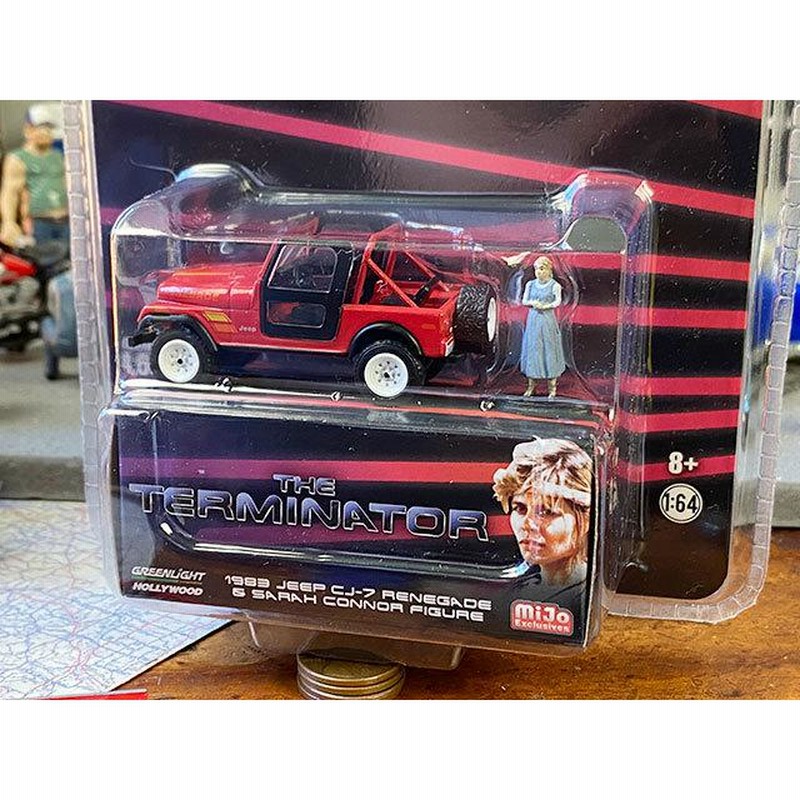 Jeep
8+
1:64
THE
TERMINATOR
GREENLIGHT
HOLLYWOOD
1983 JEEP CJ-7 RENEGADE
& SARAH CONNOR FIGURE
MiJo
Exclusives